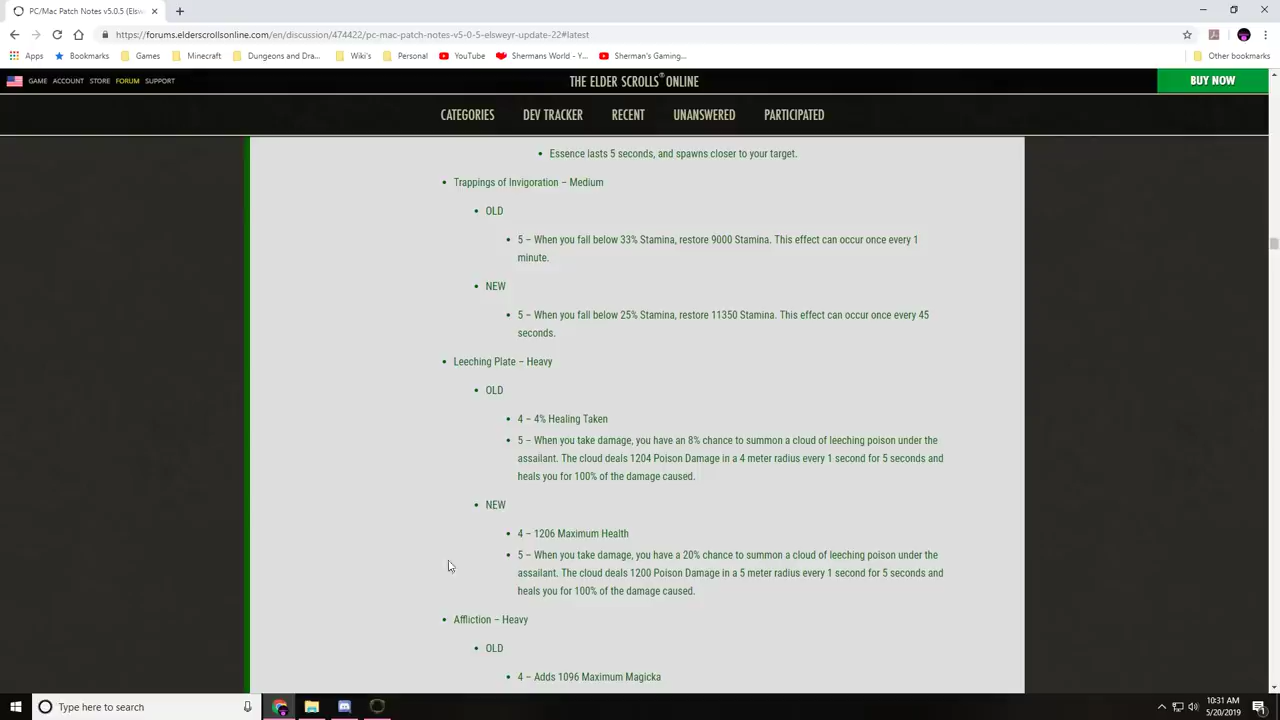 PC/Mac Patch Notes v5.0.5 (Elsw
https://forums.elderscrollsonline.com/en/discussion/474422/pc-mac-patch-notes-v5-0-5-elsweyr-update-22#latest
Apps Bookmarks Games Minecraft Dungeons and Dra... Wiki's Personal YouTube Shermans World - Y... Sherman's Gaming... Other bookmarks
GAME ACCOUNT STORE FORUM SUPPORT THE ELDER SCROLLS® ONLINE BUY NOW
CATEGORIES DEV TRACKER RECENT UNANSWERED PARTICIPATED
• Essence lasts 5 seconds, and spawns closer to your target.
• Trappings of Invigoration – Medium
• OLD
• 5 – When you fall below 33% Stamina, restore 9000 Stamina. This effect can occur once every 1
minute.
• NEW
• 5 – When you fall below 25% Stamina, restore 11350 Stamina. This effect can occur once every 45
seconds.
• Leeching Plate – Heavy
• OLD
• 4 – 4% Healing Taken
• 5 – When you take damage, you have an 8% chance to summon a cloud of leeching poison under the
assailant. The cloud deals 1204 Poison Damage in a 4 meter radius every 1 second for 5 seconds and
heals you for 100% of the damage caused.
• NEW
• 4 – 1206 Maximum Health
• 5 – When you take damage, you have a 20% chance to summon a cloud of leeching poison under the
assailant. The cloud deals 1200 Poison Damage in a 5 meter radius every 1 second for 5 seconds and
heals you for 100% of the damage caused.
• Affliction – Heavy
• OLD
• 4 – Adds 1096 Maximum Magicka
Type here to search
10:31 AM
5/20/2019